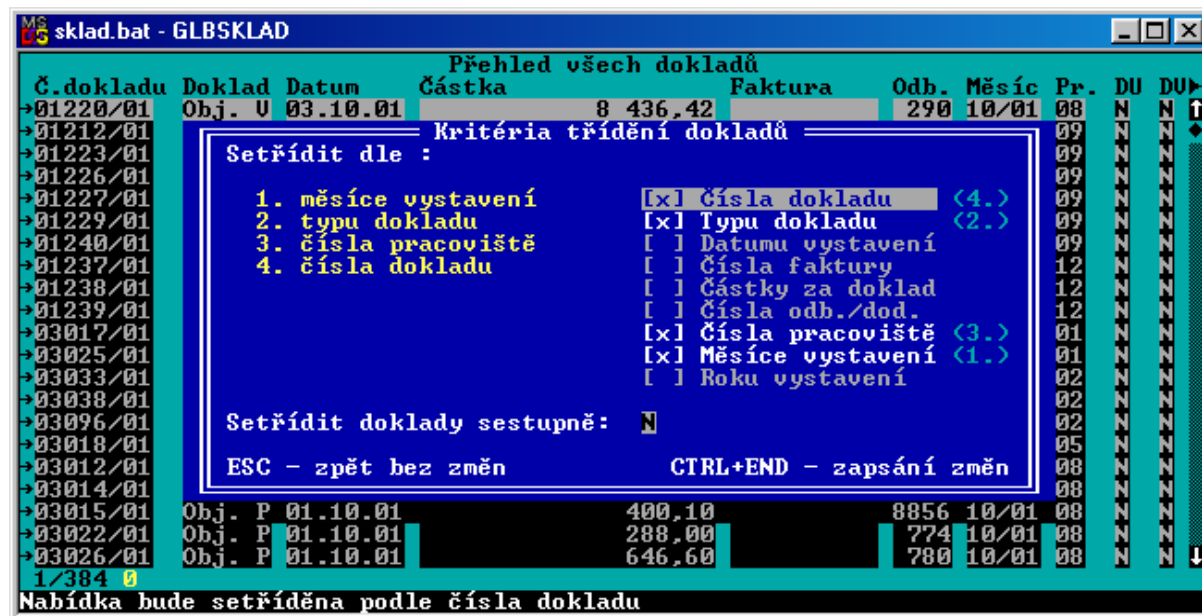 sklad.bat - GLBSKLAD
Přehled všech dokladů
Č.dokladu Doklad Datum Částka Faktura Odb. Měsíc Pr. DU DU
→01220/01 Obj. V 03.10.01 8 436,42 290 10/01 08 N N
→01212/01 ═ Kritéria třídění dokladů ═ 09 N N
→01223/01 Setřídit dle : 09 N N
→01226/01 09 N N
→01227/01 1. měsíce vystavení [x] Čísla dokladu (4.) 09 N N
→01229/01 2. typu dokladu [x] Typu dokladu (2.) 09 N N
→01240/01 3. čísla pracoviště [ ] Datumu vystavení 09 N N
→01237/01 4. čísla dokladu [ ] Čísla faktury 12 N N
→01238/01 [ ] Částky za doklad 12 N N
→01239/01 [ ] Čísla odb./dod. 12 N N
→03017/01 [x] Čísla pracoviště (3.) 01 N N
→03025/01 [x] Měsíce vystavení (1.) 01 N N
→03033/01 [ ] Roku vystavení 02 N N
→03038/01 02 N N
→03096/01 Setřídit doklady sestupně: N 02 N N
→03018/01 05 N N
→03012/01 ESC - zpět bez změn CTRL+END - zapsání změn 08 N N
→03014/01 08 N N
→03015/01 Obj. P 01.10.01 400,10 8856 10/01 08 N N
→03022/01 Obj. P 01.10.01 288,00 774 10/01 08 N N
→03026/01 Obj. P 01.10.01 646,60 780 10/01 08 N N
1/384 0
Nabídka bude setříděna podle čísla dokladu